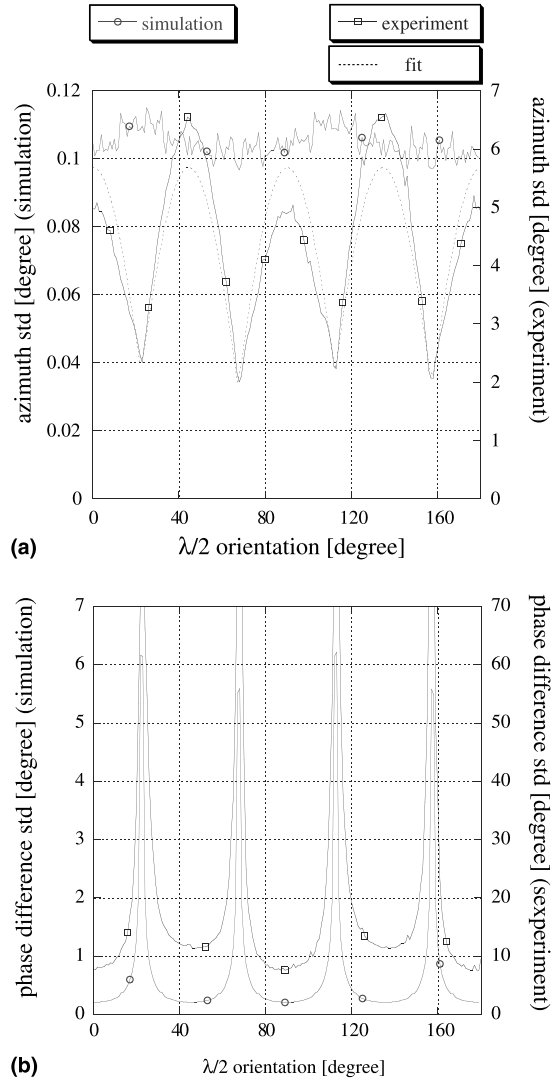 simulation
experiment
fit
0.12
0.1
0.08
0.06
0.04
0.02
0
7
6
5
4
3
2
1
0
0 40 80 120 160
azimuth std [degree] (simulation)
azimuth std [degree] (experiment)
(a)
λ/2 orientation [degree]
7
6
5
4
3
2
1
0
70
60
50
40
30
20
10
0
0 40 80 124 160
phase difference std [degree] (simulation)
phase difference std [degree] (sexperiment)
(b)
λ/2 orientation [degree]